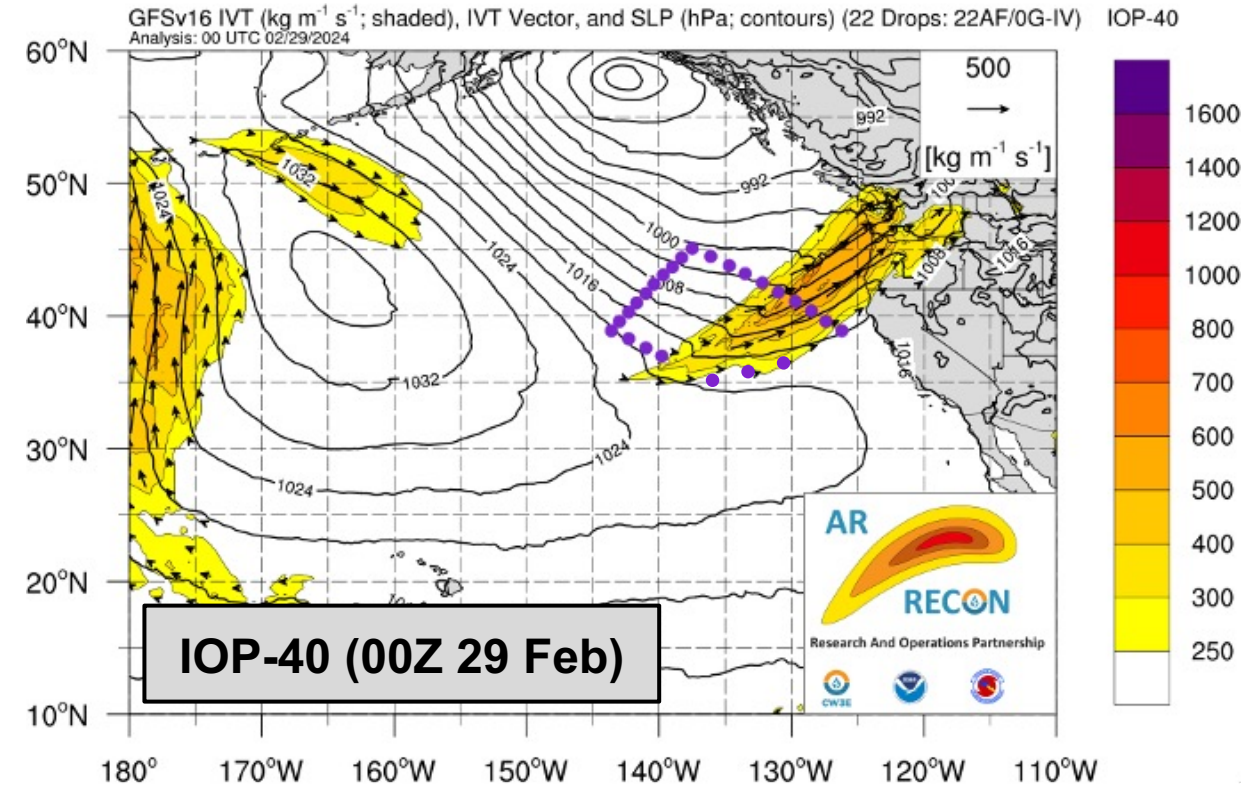 GFSv16 IVT (kg m⁻¹ s⁻¹; shaded), IVT Vector, and SLP (hPa; contours) (22 Drops: 22AF/0G-IV) IOP-40
Analysis: 00 UTC 02/29/2024
60°N
50°N
40°N
30°N
20°N
10°N
180°
170°W
160°W
150°W
140°W
130°W
120°W
110°W
500
[kg m⁻¹ s⁻¹]
992
992
1000
1032
1024
1024
1016
1008
1016
1016
1032
1024
1024
1600
1400
1200
1000
800
700
600
500
400
300
250
AR
RECON
Research And Operations Partnership
CW3E
IOP-40 (00Z 29 Feb)